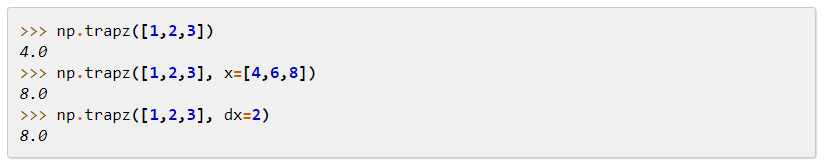 >>> np.trapz([1,2,3])
4.0
>>> np.trapz([1,2,3], x=[4,6,8])
8.0
>>> np.trapz([1,2,3], dx=2)
8.0